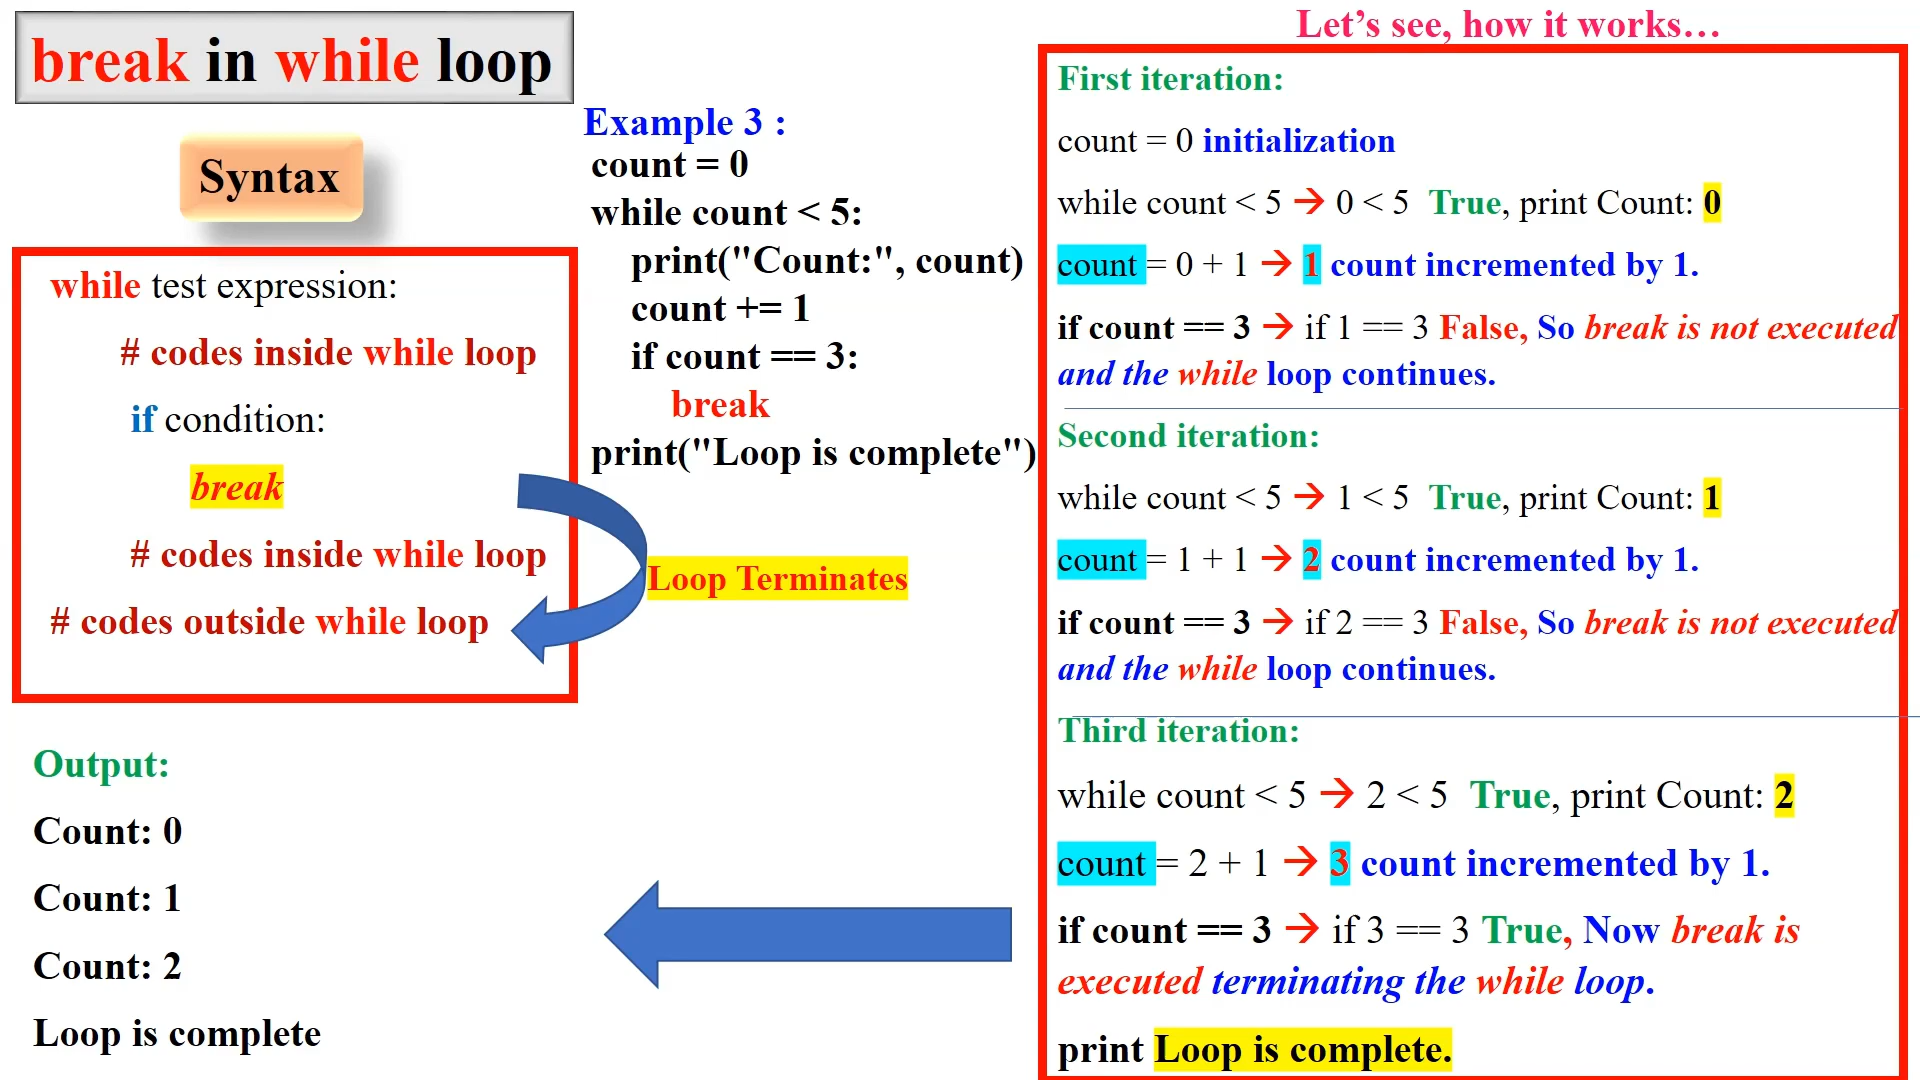 break in while loop
Syntax
while test expression:
# codes inside while loop
if condition:
break
# codes inside while loop
# codes outside while loop
Loop Terminates
Example 3 :
count = 0
while count < 5:
print("Count:", count)
count += 1
if count == 3:
break
print("Loop is complete")
Output:
Count: 0
Count: 1
Count: 2
Loop is complete
Let’s see, how it works…
First iteration:
count = 0 initialization
while count < 5 → 0 < 5 True, print Count: 0
count = 0 + 1 → 1 count incremented by 1.
if count == 3 → if 1 == 3 False, So break is not executed
and the while loop continues.
Second iteration:
while count < 5 → 1 < 5 True, print Count: 1
count = 1 + 1 → 2 count incremented by 1.
if count == 3 → if 2 == 3 False, So break is not executed
and the while loop continues.
Third iteration:
while count < 5 → 2 < 5 True, print Count: 2
count = 2 + 1 → 3 count incremented by 1.
if count == 3 → if 3 == 3 True, Now break is
executed terminating the while loop.
print Loop is complete.